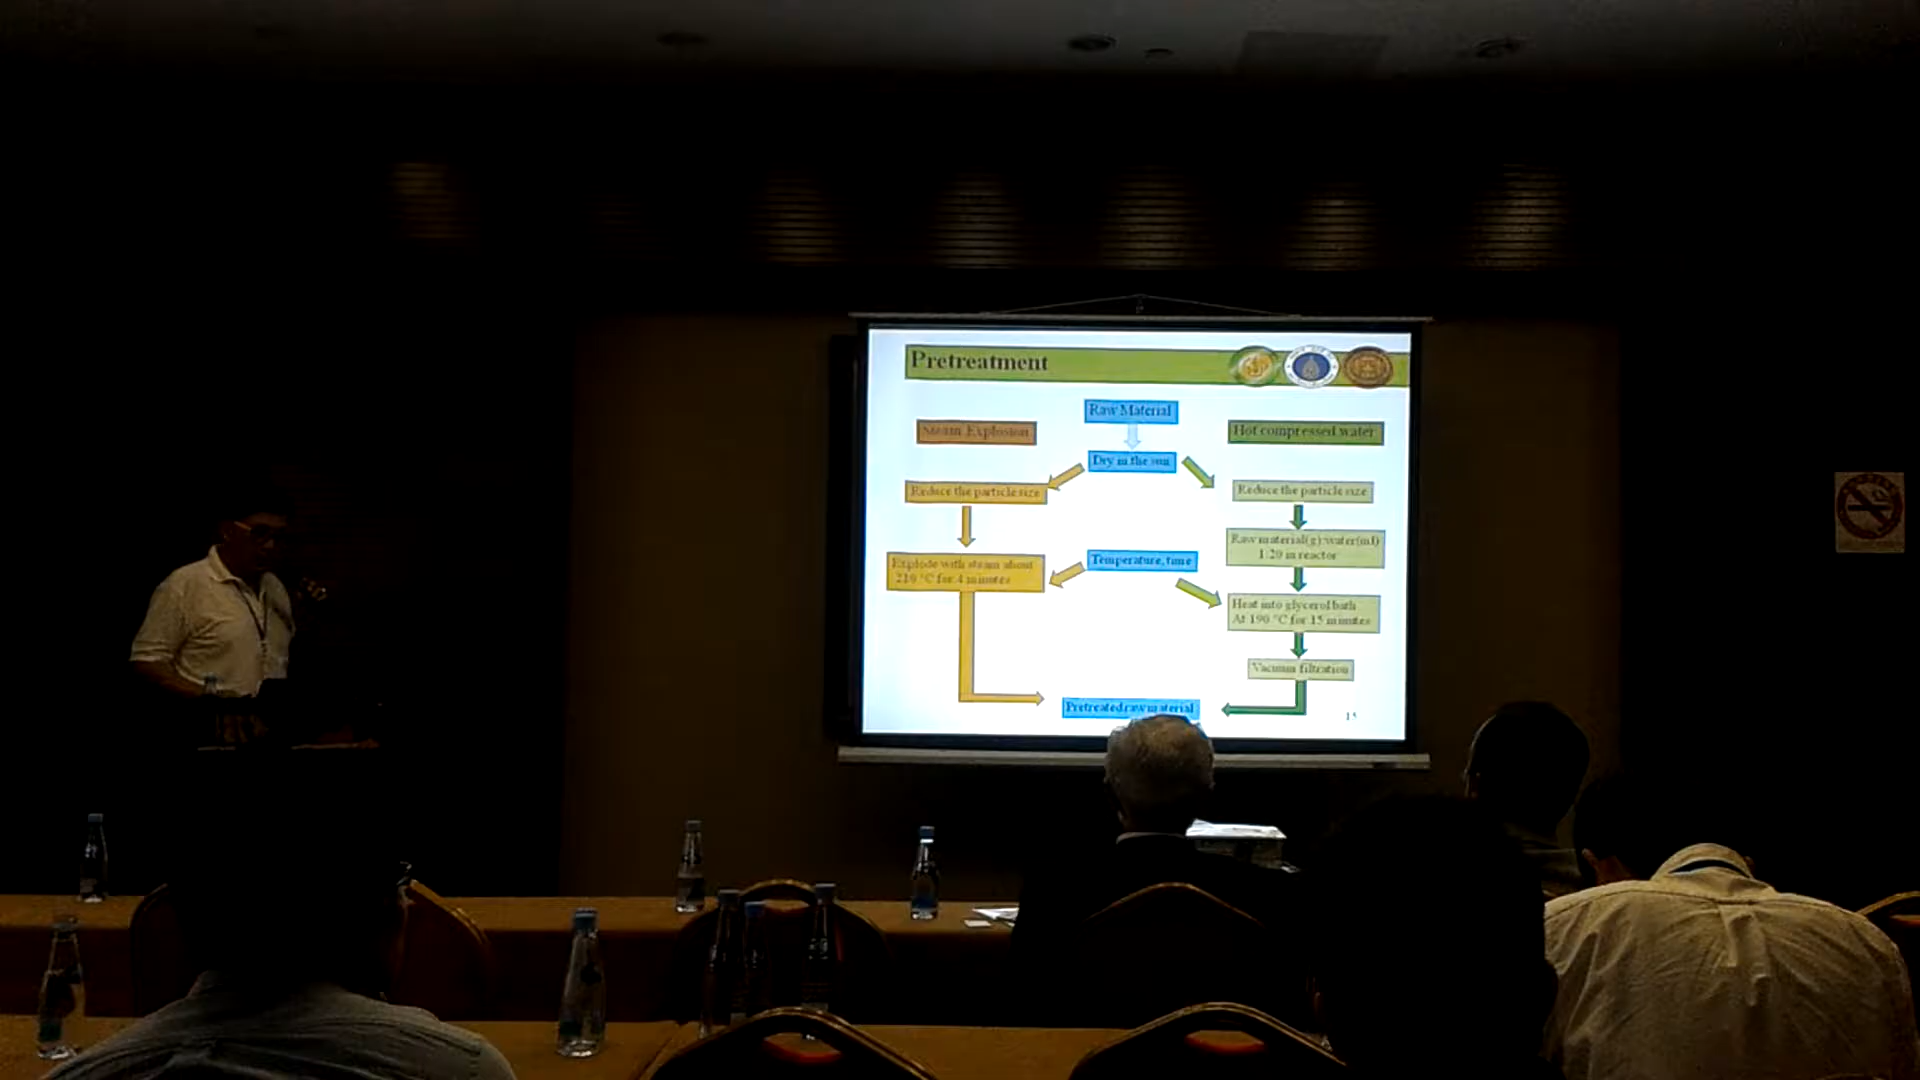 Pretreatment
Raw Material
Steam Explosion
Hot compressed water
Dry in the sun
Reduce the particle size
Reduce the particle size
Raw material(g):water(ml)
1:20 in reactor
Explode with steam about
210 °C for 4 minutes
Temperature, time
Heat into glycerol bath
At 190 °C for 15 minutes
Vacuum filtration
Pretreated raw material
15